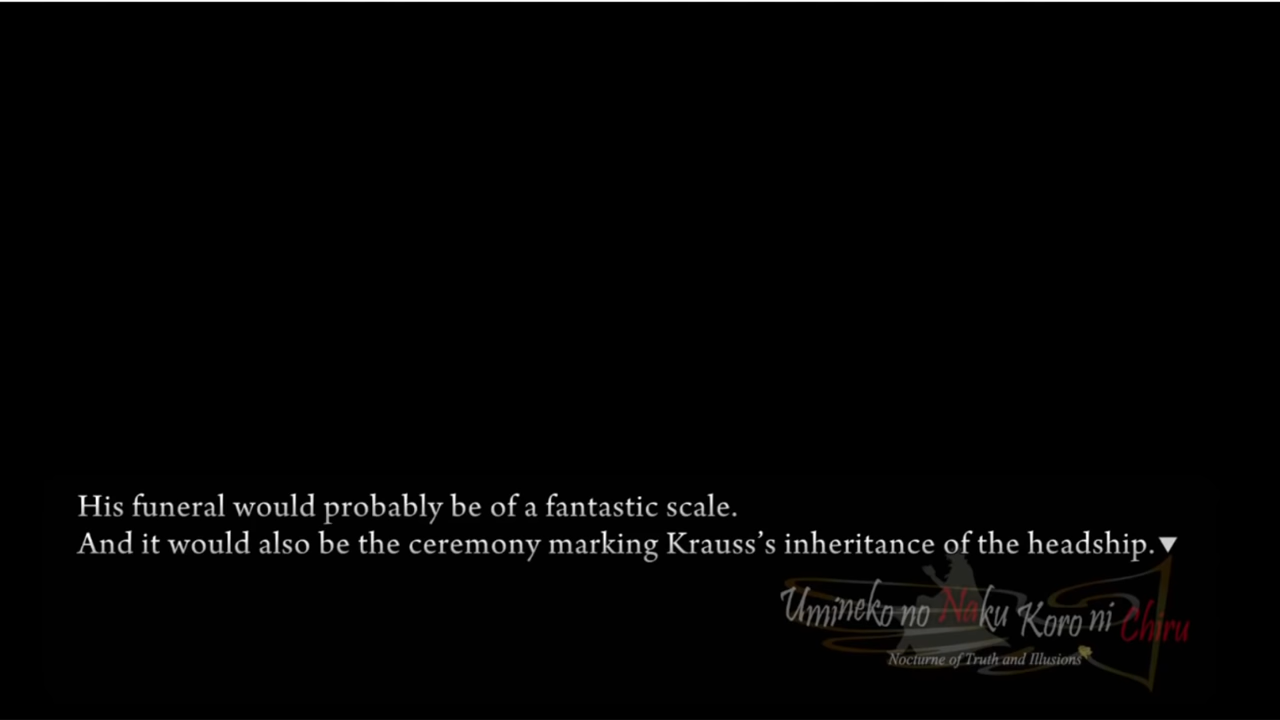 His funeral would probably be of a fantastic scale.
And it would also be the ceremony marking Krauss’s inheritance of the headship.▼
Umineko no Naku Koro ni Chiru
Nocturne of Truth and Illusions